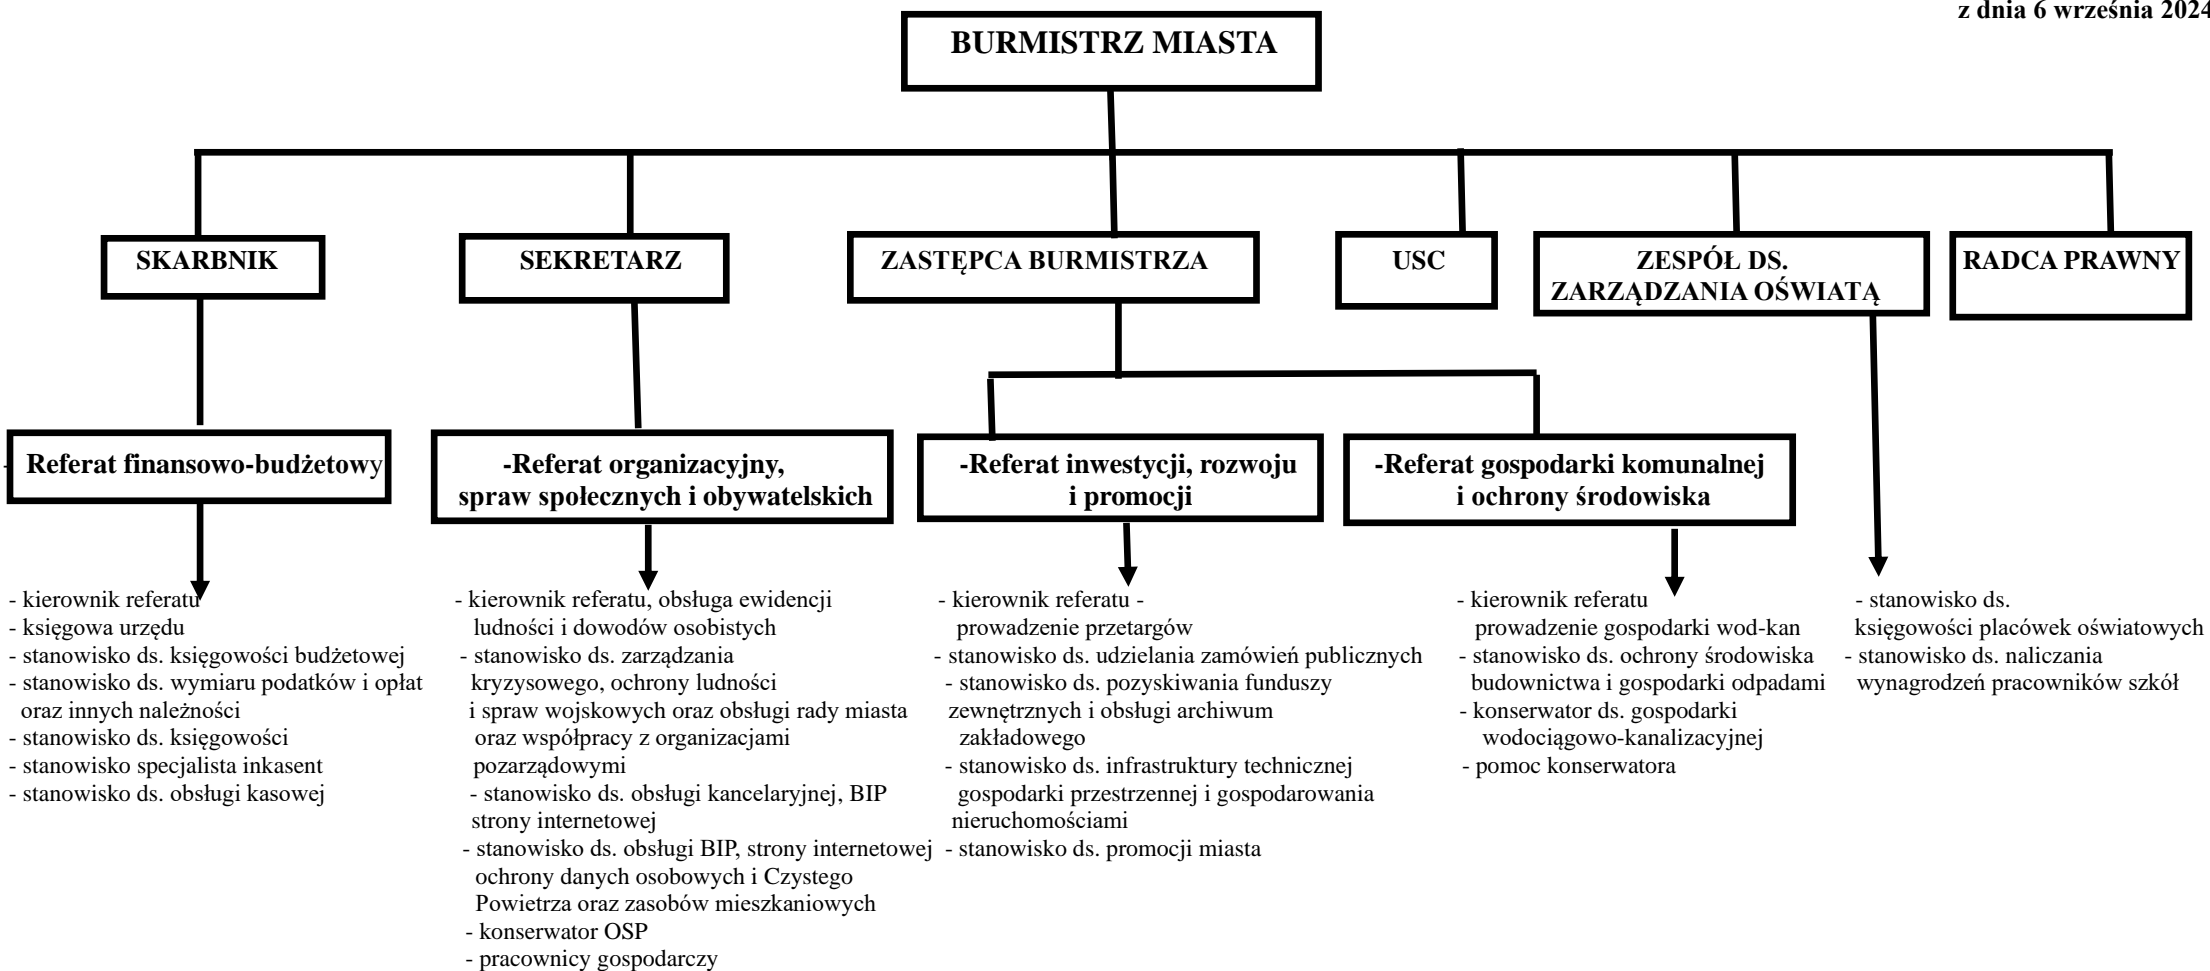 z dnia 6 września 2024
BURMISTRZ MIASTA
SKARBNIK
SEKRETARZ
ZASTĘPCA BURMISTRZA
USC
ZESPÓŁ DS.
ZARZĄDZANIA OŚWIATĄ
RADCA PRAWNY
- Referat finansowo-budżetowy
-Referat organizacyjny,
spraw społecznych i obywatelskich
-Referat inwestycji, rozwoju
i promocji
-Referat gospodarki komunalnej
i ochrony środowiska
- kierownik referatu
- księgowa urzędu
- stanowisko ds. księgowości budżetowej
- stanowisko ds. wymiaru podatków i opłat
oraz innych należności
- stanowisko ds. księgowości
- stanowisko specjalista inkasent
- stanowisko ds. obsługi kasowej
- kierownik referatu, obsługa ewidencji
ludności i dowodów osobistych
- stanowisko ds. zarządzania
kryzysowego, ochrony ludności
i spraw wojskowych oraz obsługi rady miasta
oraz współpracy z organizacjami
pozarządowymi
- stanowisko ds. obsługi kancelaryjnej, BIP
strony internetowej
- stanowisko ds. obsługi BIP, strony internetowej
ochrony danych osobowych i Czystego
Powietrza oraz zasobów mieszkaniowych
- konserwator OSP
- pracownicy gospodarczy
- kierownik referatu -
prowadzenie przetargów
- stanowisko ds. udzielania zamówień publicznych
- stanowisko ds. pozyskiwania funduszy
zewnętrznych i obsługi archiwum
zakładowego
- stanowisko ds. infrastruktury technicznej
gospodarki przestrzennej i gospodarowania
nieruchomościami
- stanowisko ds. promocji miasta
- kierownik referatu
prowadzenie gospodarki wod-kan
- stanowisko ds. ochrony środowiska
budownictwa i gospodarki odpadami
- konserwator ds. gospodarki
wodociągowo-kanalizacyjnej
- pomoc konserwatora
- stanowisko ds.
księgowości placówek oświatowych
- stanowisko ds. naliczania
wynagrodzeń pracowników szkół